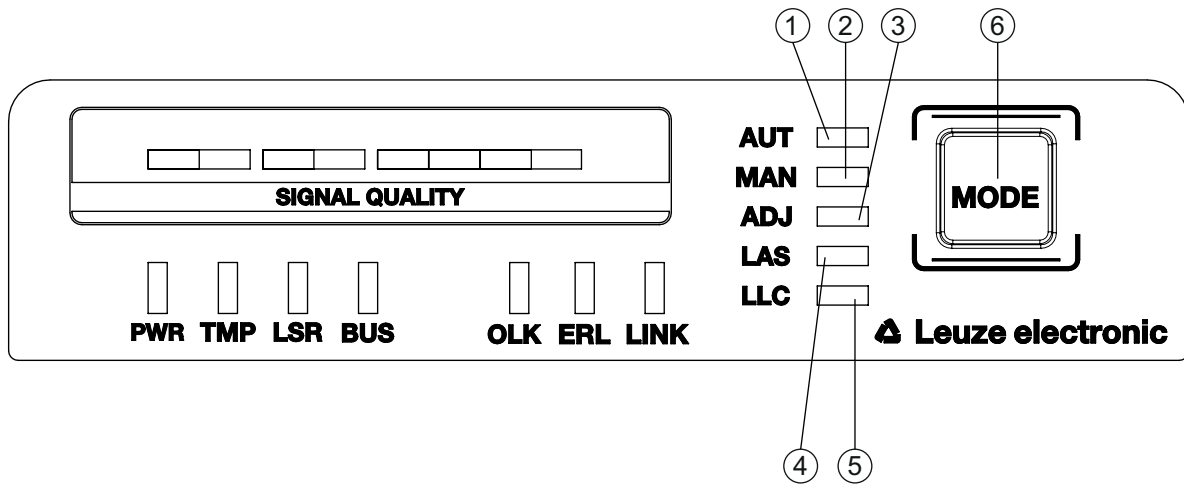 1 2 3 6
AUT
MAN
MODE
SIGNAL QUALITY
ADJ
LAS
LLC
PWR TMP LSR BUS OLK ERL LINK
Leuze electronic
4 5